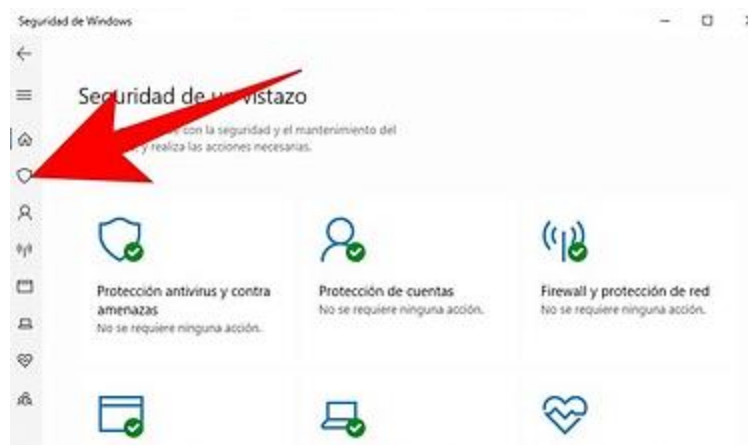 Seguridad de Windows
Seguridad de un vistazo
con la seguridad y el mantenimiento del
y realiza las acciones necesarias.
Protección antivirus y contra
amenazas
No se requiere ninguna acción.
Protección de cuentas
No se requiere ninguna acción.
Firewall y protección de red
No se requiere ninguna acción.